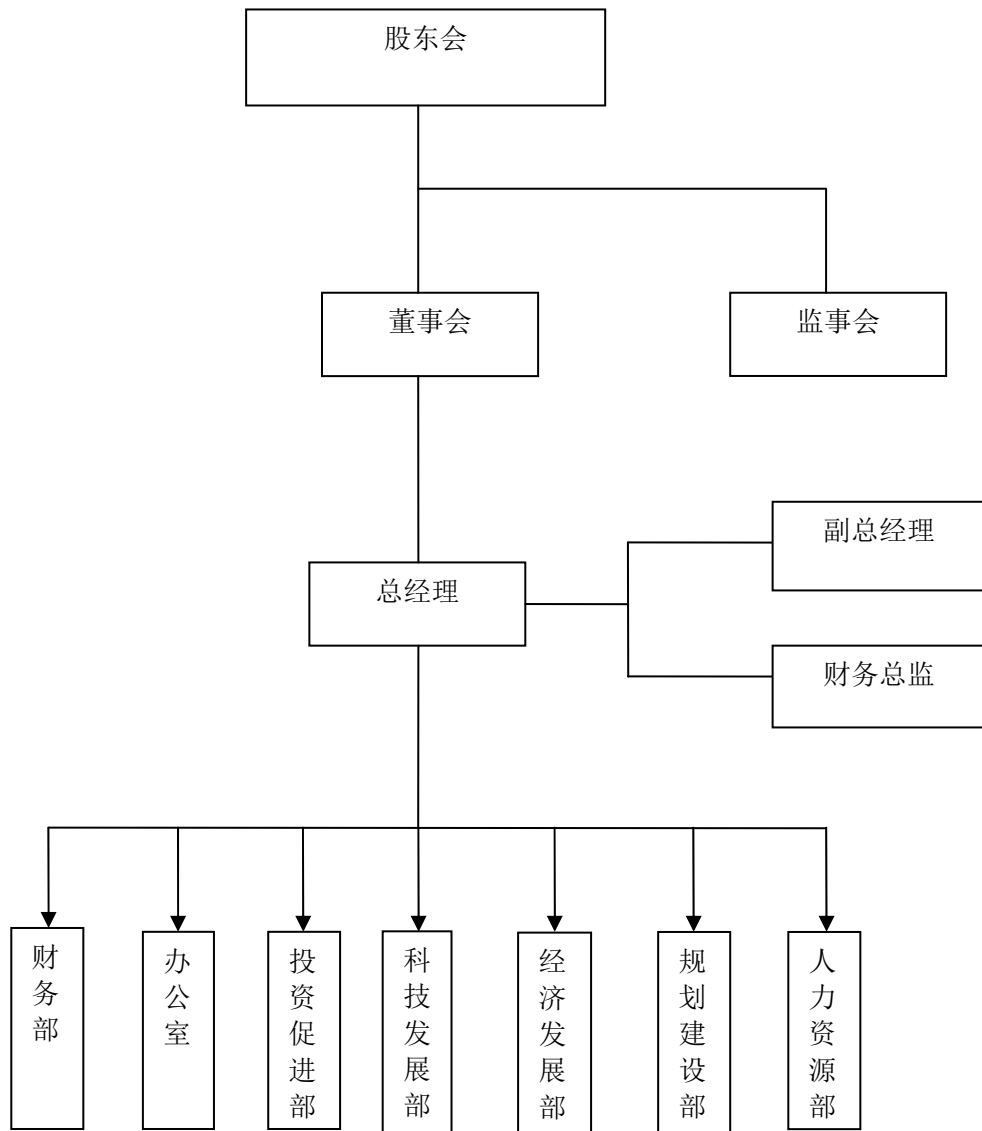 股东会
董事会
监事会
副总经理
总经理
财务总监
财务部
办公室
投资促进部
科技发展部
经济发展部
规划建设部
人力资源部